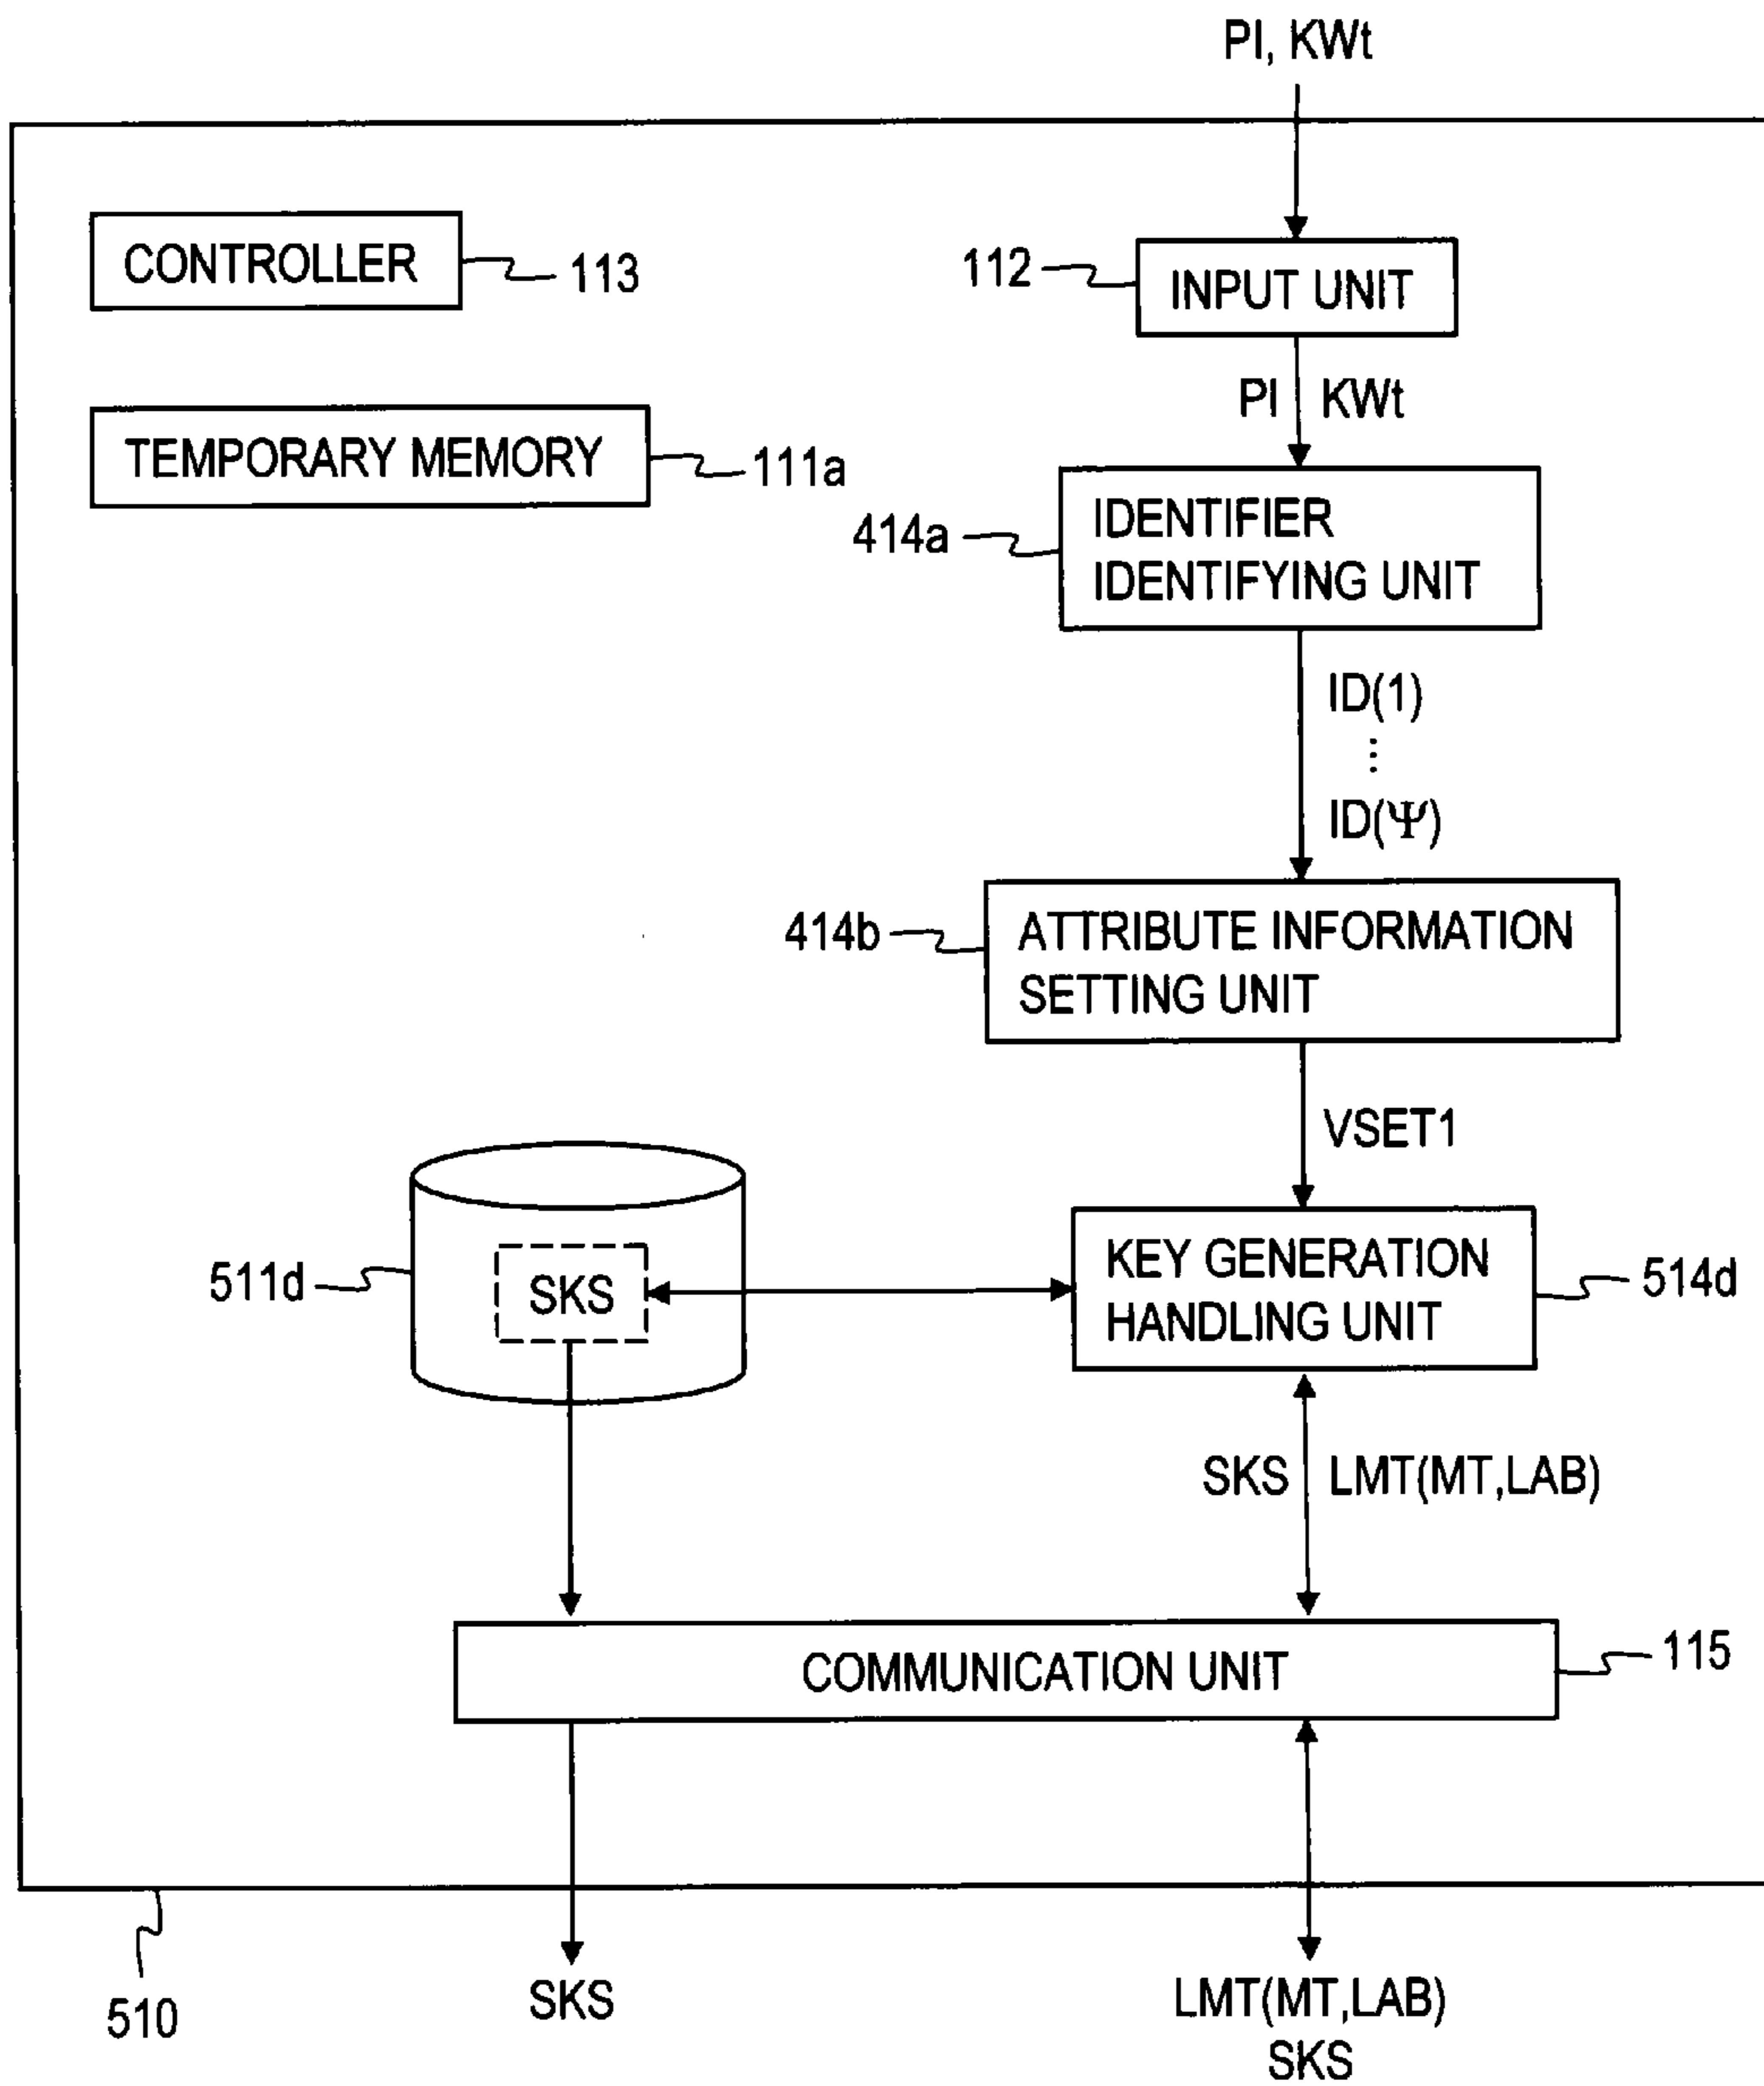 PI, KWt
CONTROLLER
113
112
INPUT UNIT
PI KWt
TEMPORARY MEMORY
111a
414a
IDENTIFIER
IDENTIFYING UNIT
ID(1)
⋮
ID(Ψ)
414b
ATTRIBUTE INFORMATION
SETTING UNIT
VSET1
511d
SKS
KEY GENERATION
HANDLING UNIT
514d
SKS LMT(MT,LAB)
COMMUNICATION UNIT
115
510
SKS
LMT(MT,LAB)
SKS